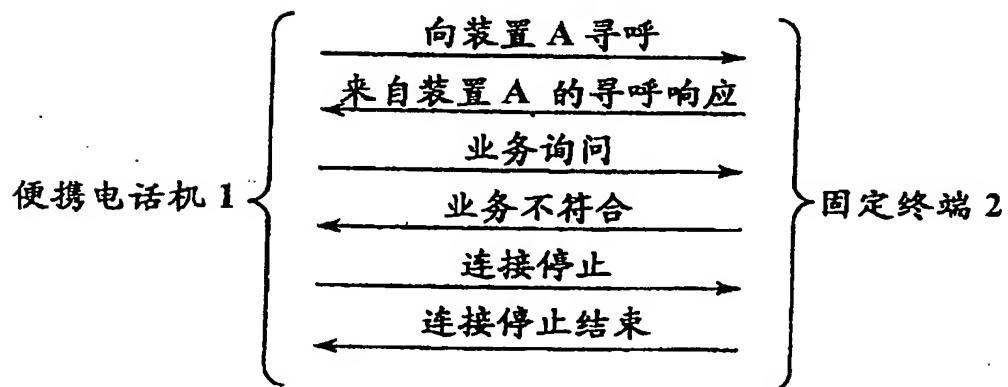 向装置 A 寻呼
来自装置 A 的寻呼响应
业务询问
便携电话机 1
业务不符合
固定终端 2
连接停止
连接停止结束